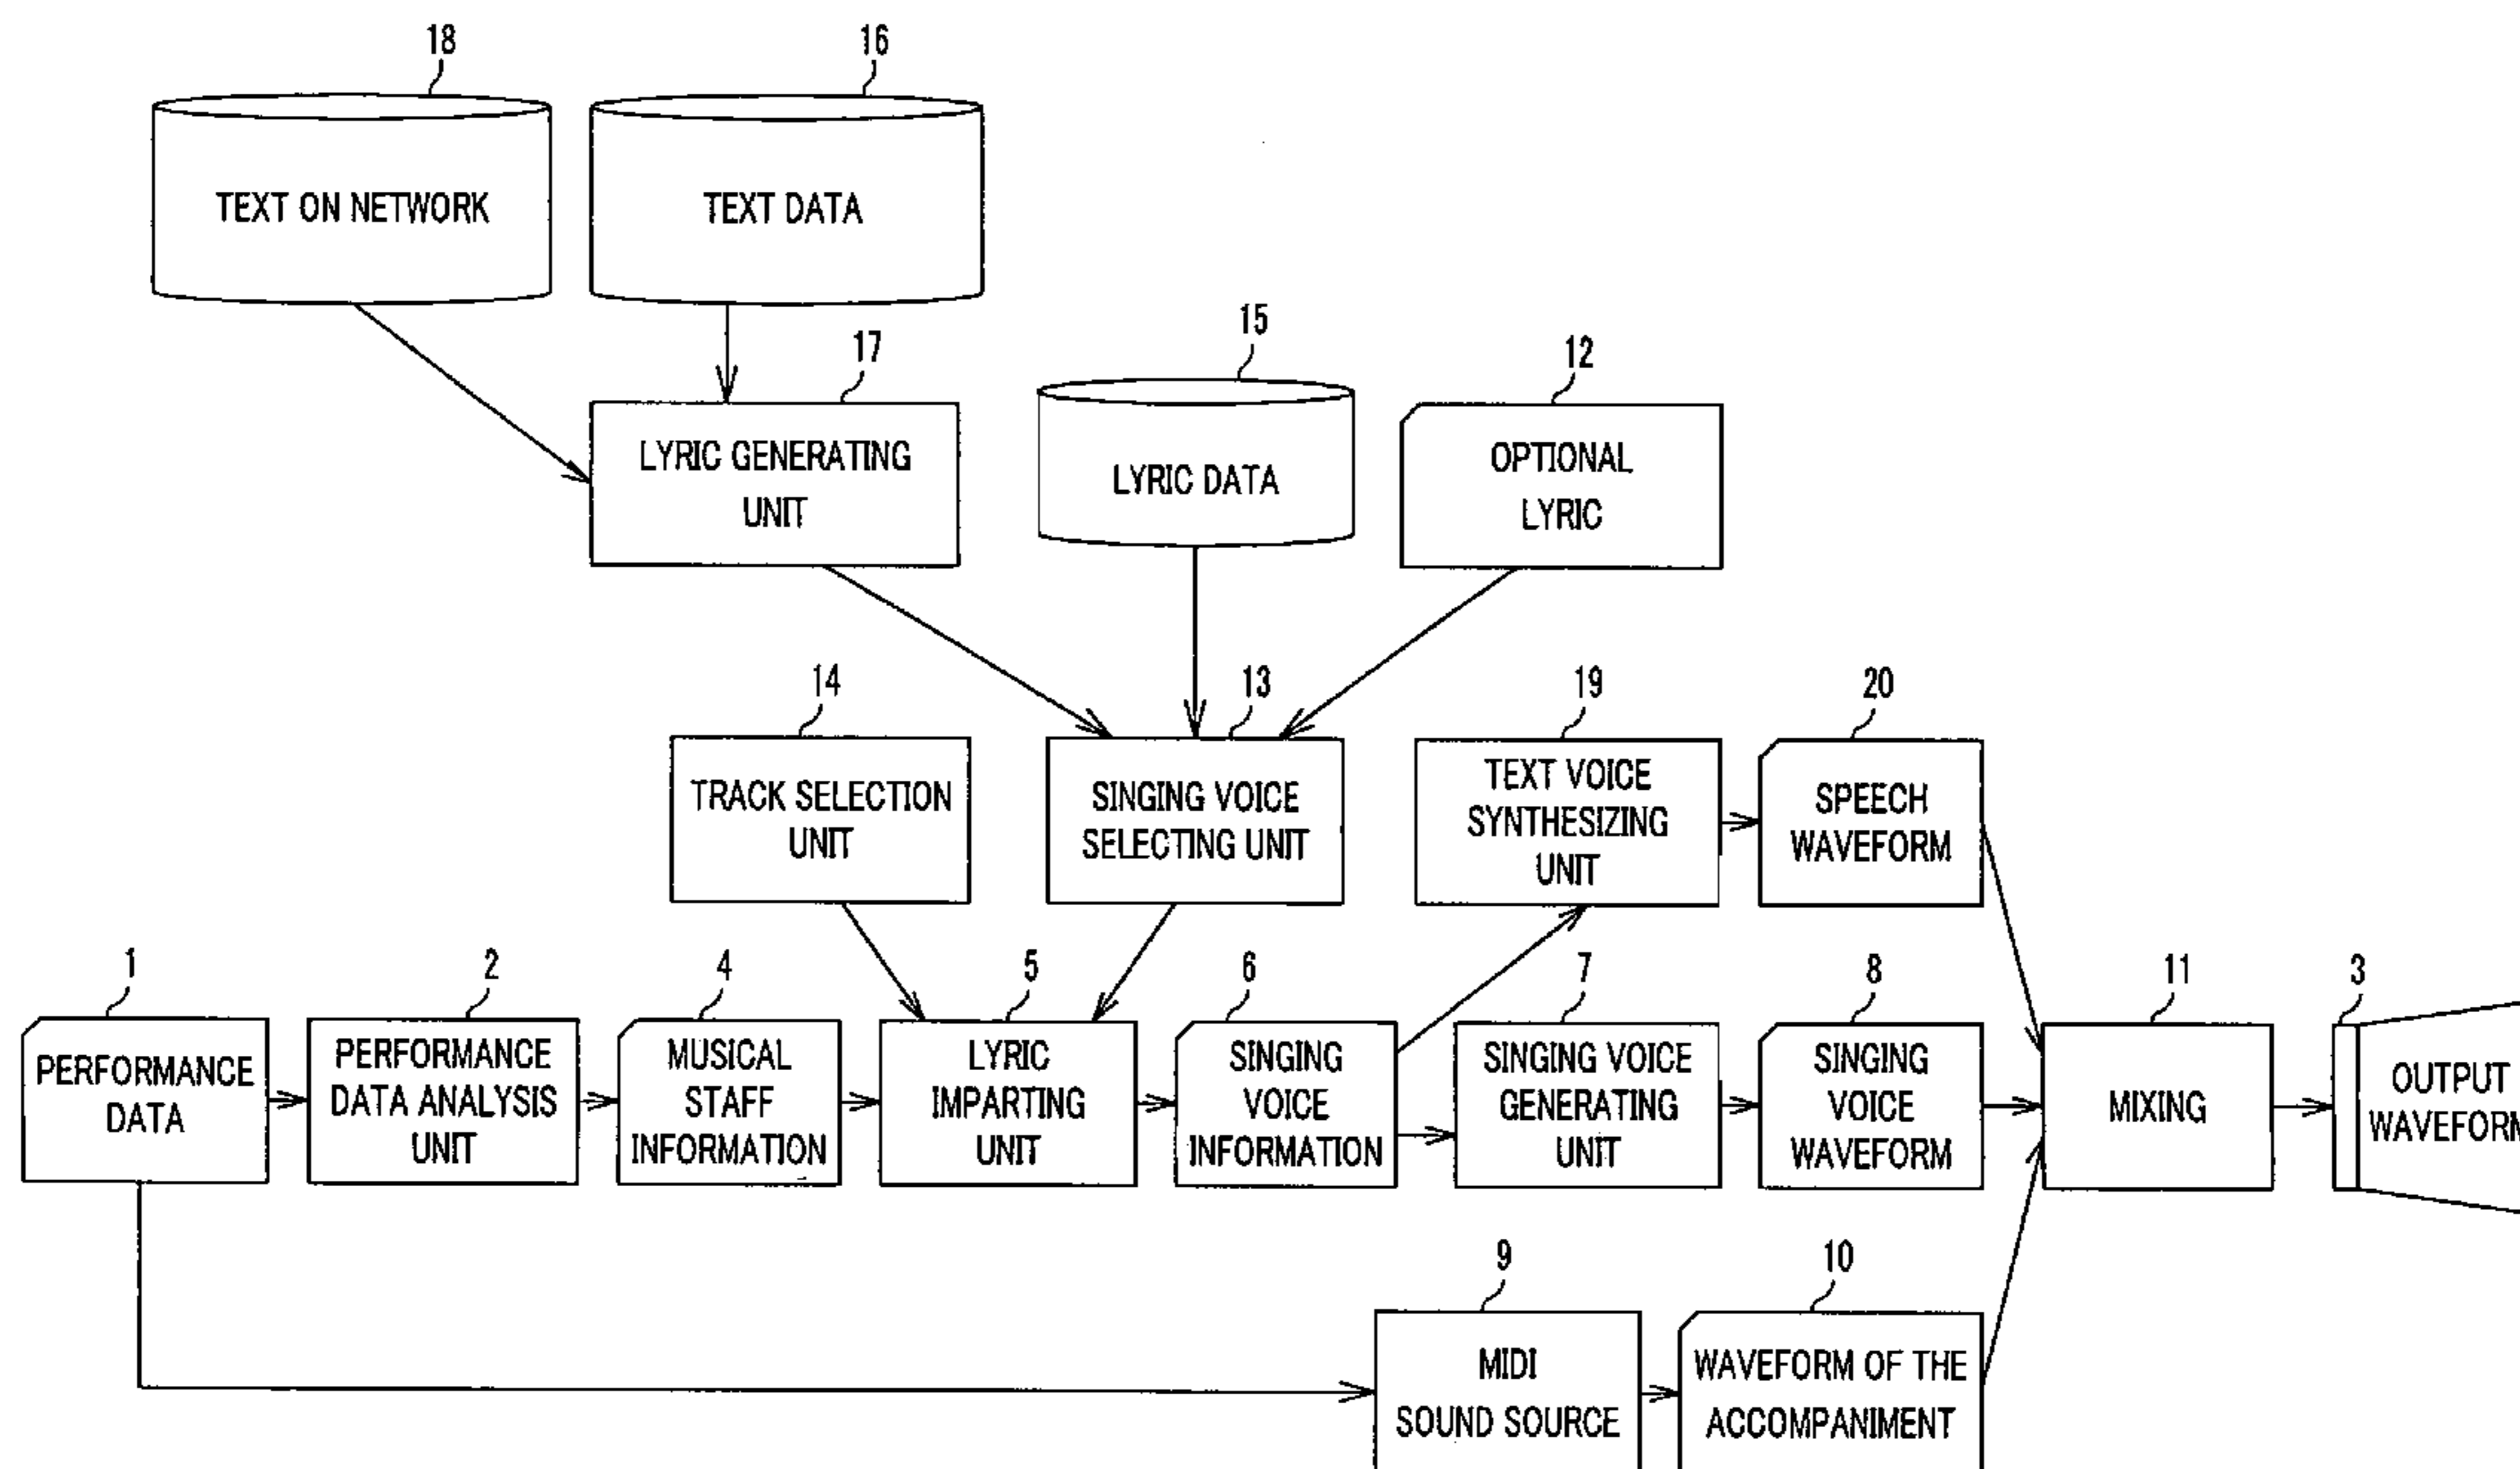 18
16
TEXT ON NETWORK
TEXT DATA
17
LYRIC GENERATING
UNIT
15
LYRIC DATA
12
OPTIONAL
LYRIC
14
TRACK SELECTION
UNIT
13
SINGING VOICE
SELECTING UNIT
19
TEXT VOICE
SYNTHESIZING
UNIT
20
SPEECH
WAVEFORM
1
PERFORMANCE
DATA
2
PERFORMANCE
DATA ANALYSIS
UNIT
4
MUSICAL
STAFF
INFORMATION
5
LYRIC
IMPARTING
UNIT
6
SINGING
VOICE
INFORMATION
7
SINGING VOICE
GENERATING
UNIT
8
SINGING
VOICE
WAVEFORM
11
MIXING
3
OUTPUT
WAVEFORM
9
MIDI
SOUND SOURCE
10
WAVEFORM OF THE
ACCOMPANIMENT